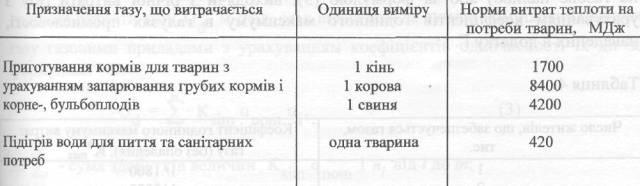 Призначення газу, що витрачається Одиниця виміру Норми витрат теплоти на
потреби тварин, МДж
Приготування кормів для тварин з 1 кінь 1700
урахуванням запарювання грубих кормів і 1 корова 8400
корне-, бульбоплодів 1 свиня 4200
Підігрів води для пиття та санітарних одна тварина 420
потреб